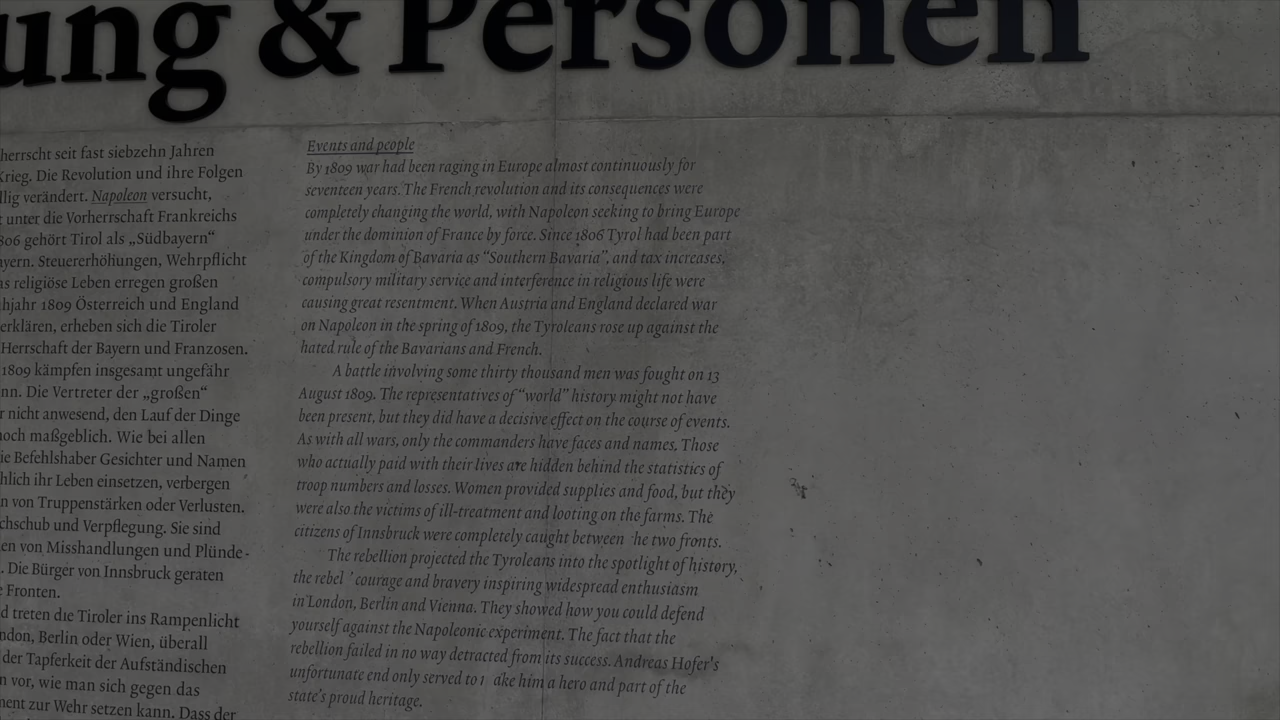 ung & Personen
herrscht seit fast siebzehn Jahren
Krieg. Die Revolution und ihre Folgen
llig verändert. Napoleon versucht,
t unter die Vorherrschaft Frankreichs
806 gehört Tirol als „Südbayern“
ayern. Steuererhöhungen, Wehrpflicht
as religiöse Leben erregen großen
hjahr 1809 Österreich und England
erklären, erheben sich die Tiroler
Herrschaft der Bayern und Franzosen.
1809 kämpfen insgesamt ungefähr
nn. Die Vertreter der „großen“
r nicht anwesend, den Lauf der Dinge
noch maßgeblich. Wie bei allen
ie Befehlshaber Gesichter und Namen
hlich ihr Leben einsetzen, verbergen
n von Truppenstärken oder Verlusten.
chschub und Verpflegung. Sie sind
en von Misshandlungen und Plünde-
. Die Bürger von Innsbruck geraten
e Fronten.
d treten die Tiroler ins Rampenlicht
ndon, Berlin oder Wien, überall
der Tapferkeit der Aufständischen
n vor, wie man sich gegen das
ment zur Wehr setzen kann. Dass der
Events and people
By 1809 war had been raging in Europe almost continuously for
seventeen years. The French revolution and its consequences were
completely changing the world, with Napoleon seeking to bring Europe
under the dominion of France by force. Since 1806 Tyrol had been part
of the Kingdom of Bavaria as “Southern Bavaria”, and tax increases,
compulsory military service and interference in religious life were
causing great resentment. When Austria and England declared war
on Napoleon in the spring of 1809, the Tyroleans rose up against the
hated rule of the Bavarians and French.
A battle involving some thirty thousand men was fought on 13
August 1809. The representatives of “world” history might not have
been present, but they did have a decisive effect on the course of events.
As with all wars, only the commanders have faces and names. Those
who actually paid with their lives are hidden behind the statistics of
troop numbers and losses. Women provided supplies and food, but they
were also the victims of ill-treatment and looting on the farms. The
citizens of Innsbruck were completely caught between he two fronts.
The rebellion projected the Tyroleans into the spotlight of history,
the rebel ’ courage and bravery inspiring widespread enthusiasm
in London, Berlin and Vienna. They showed how you could defend
yourself against the Napoleonic experiment. The fact that the
rebellion failed in no way detracted from its success. Andreas Hofer's
unfortunate end only served to ake him a hero and part of the
state's proud heritage.